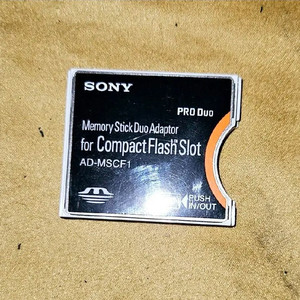 SONY
PRO Duo
Memory Stick Duo Adaptor
for CompactFlash Slot
AD-MSCF1
PUSH
IN/OUT